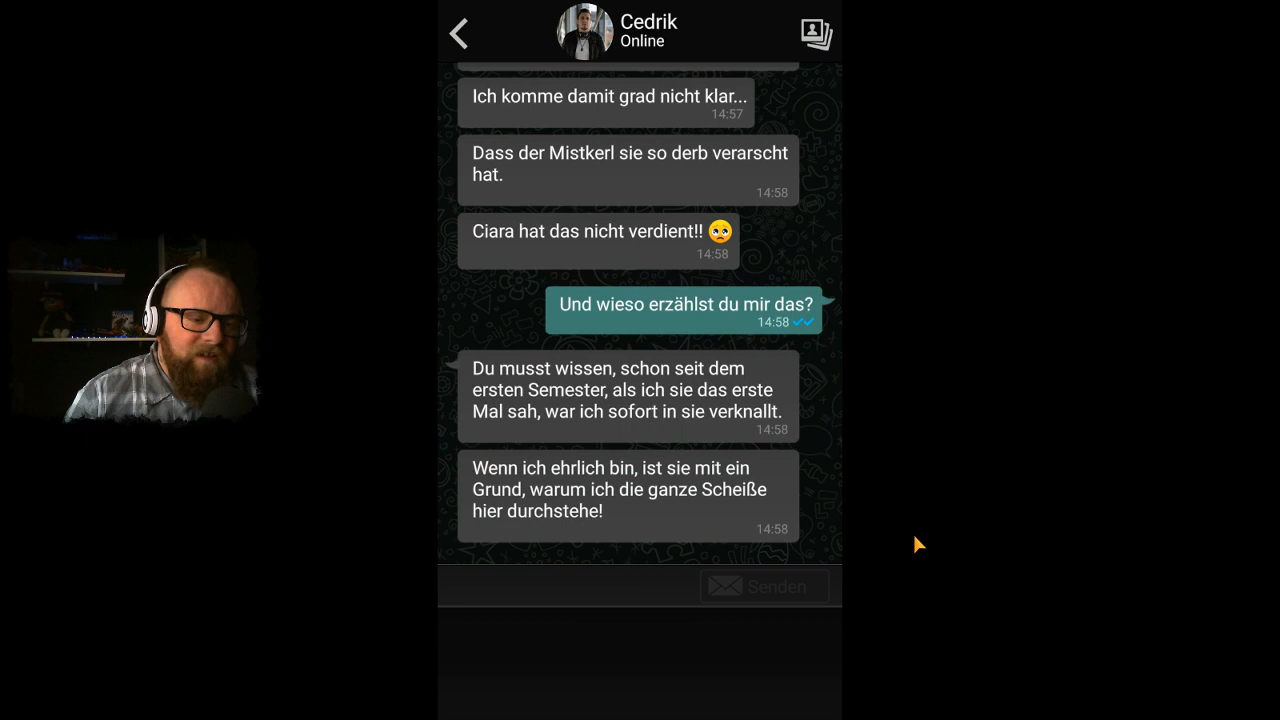 Cedrik
Online
Ich komme damit grad nicht klar...
14:57
Dass der Mistkerl sie so derb verarscht
hat.
14:58
Ciara hat das nicht verdient!! 🥺
14:58
Und wieso erzählst du mir das?
14:58
Du musst wissen, schon seit dem
ersten Semester, als ich sie das erste
Mal sah, war ich sofort in sie verknallt.
14:58
Wenn ich ehrlich bin, ist sie mit ein
Grund, warum ich die ganze Scheiße
hier durchstehe!
14:58
Senden